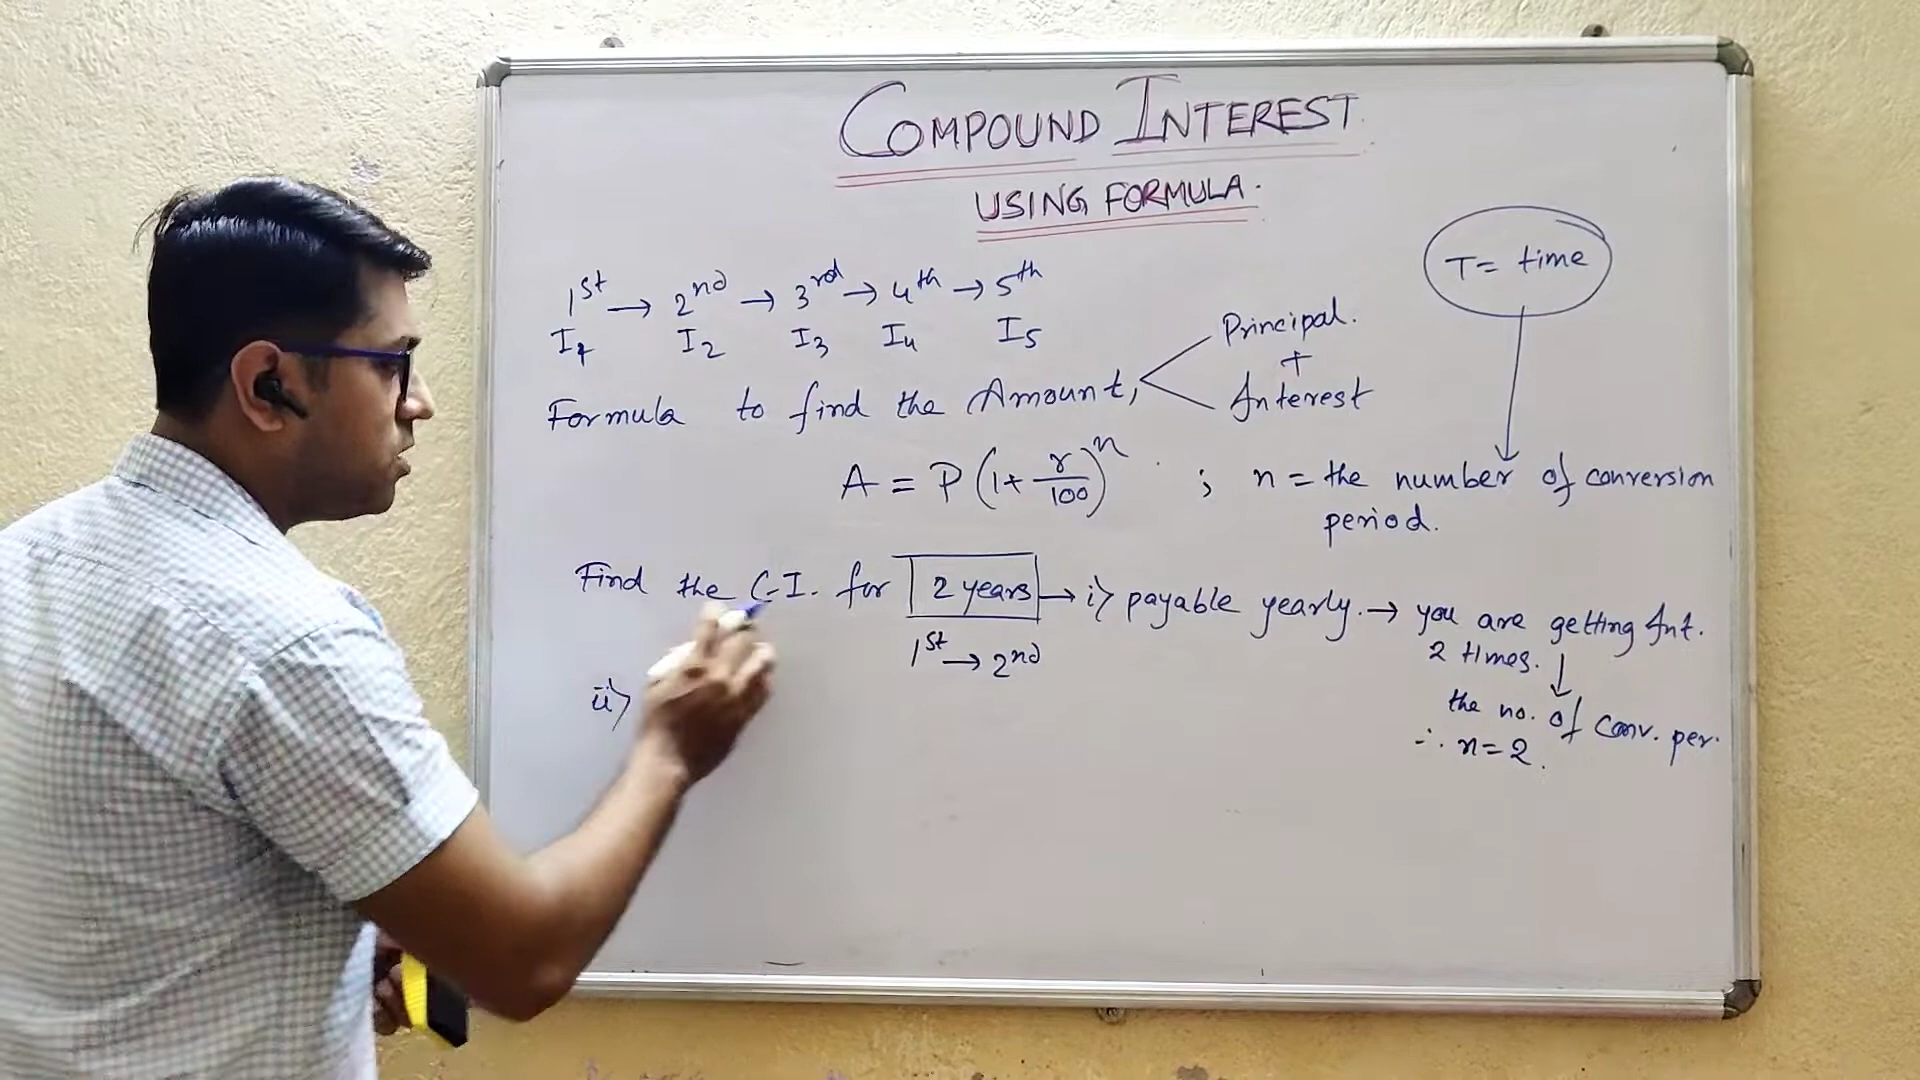 COMPOUND INTEREST.
USING FORMULA.
T = time
1st → 2nd → 3rd → 4th → 5th
I1 I2 I3 I4 I5
Principal.
+
Interest
Formula to find the Amount,
A = P (1 + r/100)^n ; n = the number of conversion
period.
Find the C.I. for 2 years → i) payable yearly. → you are getting Int.
2 times. ↓
1st → 2nd
the no. of Conv. per.
∴ n = 2.
ii)